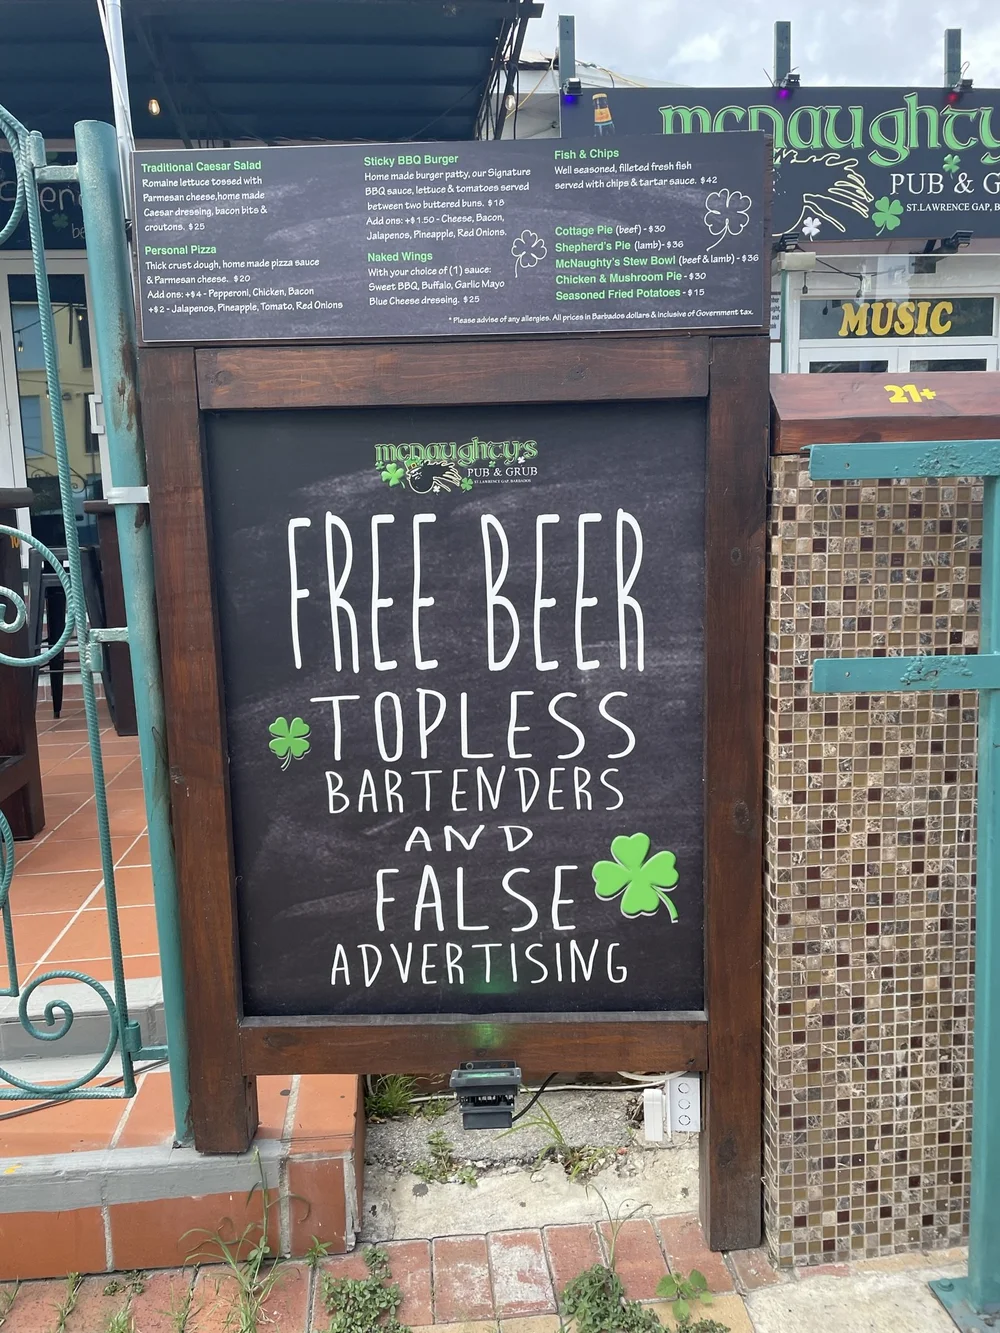 mcnaughty
PUB & G
ST.LAWRENCE GAP, B
MUSIC
21+
Traditional Caesar Salad
Romaine lettuce tossed with
Parmesan cheese,home made
Caesar dressing, bacon bits &
croutons. $25
Personal Pizza
Thick crust dough, home made pizza sauce
& Parmesan cheese. $20
Add ons: +$4 - Pepperoni, Chicken, Bacon
+$2 - Jalapenos, Pineapple, Tomato, Red Onions
Sticky BBQ Burger
Home made burger patty, our Signature
BBQ sauce, lettuce & tomatoes served
between two buttered buns. $18
Add ons: +$1.50 - Cheese, Bacon,
Jalapenos, Pineapple, Red Onions.
Naked Wings
With your choice of (1) sauce:
Sweet BBQ, Buffalo, Garlic Mayo
Blue Cheese dressing. $25
Fish & Chips
Well seasoned, filleted fresh fish
served with chips & tartar sauce. $42
Cottage Pie (beef) - $30
Shepherd's Pie (lamb)- $36
McNaughty's Stew Bowl (beef & lamb) - $36
Chicken & Mushroom Pie - $30
Seasoned Fried Potatoes - $15
* Please advise of any allergies. All prices in Barbados dollars & inclusive of Government tax.
mcnaughtys
PUB & GRUB
ST.LAWRENCE GAP, BARBADOS
FREE BEER
TOPLESS
BARTENDERS
AND
FALSE
ADVERTISING